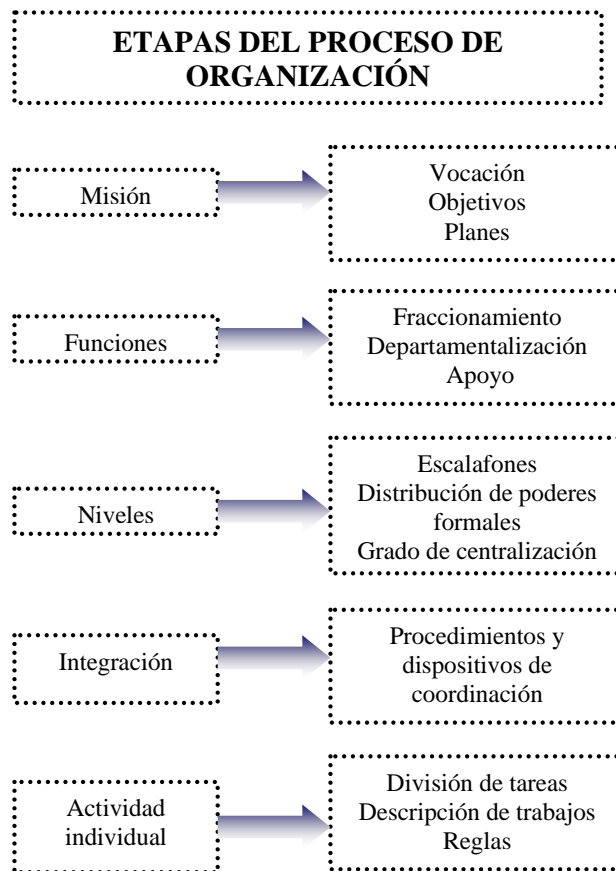 ETAPAS DEL PROCESO DE
ORGANIZACIÓN
Misión
Vocación
Objetivos
Planes
Funciones
Fraccionamiento
Departamentalización
Apoyo
Niveles
Escalafones
Distribución de poderes
formales
Grado de centralización
Integración
Procedimientos y
dispositivos de
coordinación
Actividad
individual
División de tareas
Descripción de trabajos
Reglas